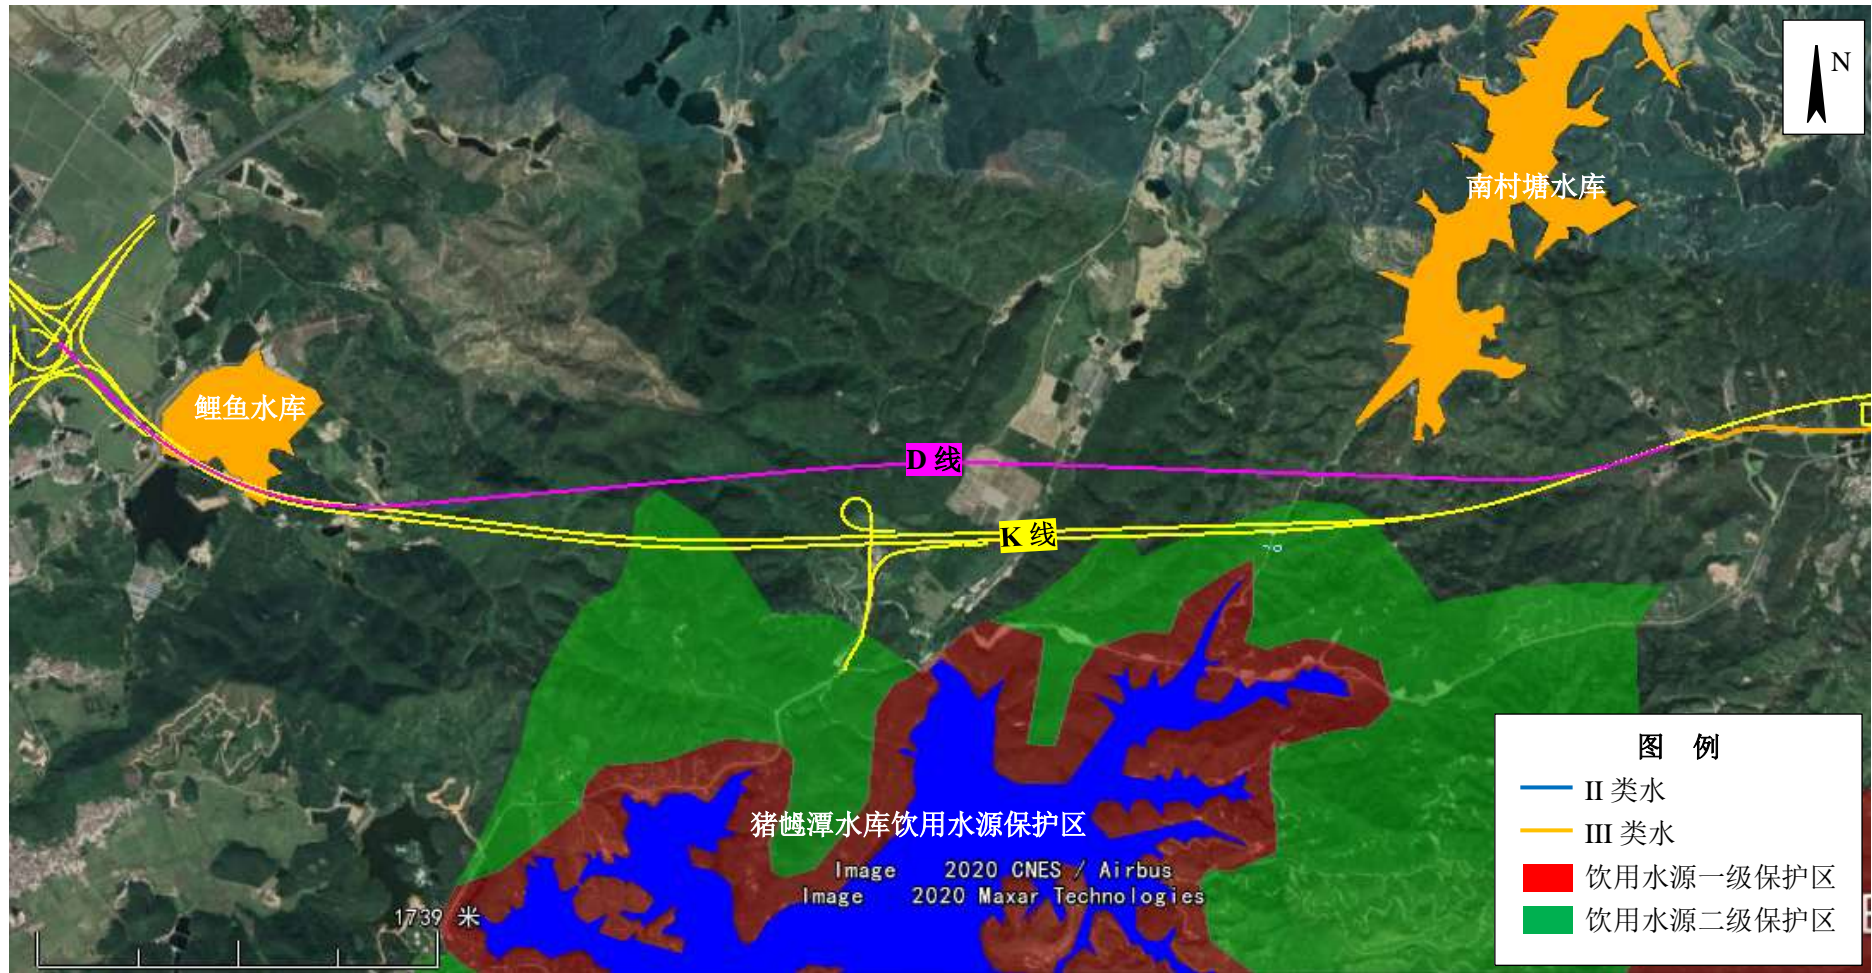 N
南村塘水库
鲤鱼水库
D 线
K 线
猪乸潭水库饮用水源保护区
Image 2020 CNES / Airbus
Image 2020 Maxar Technologies
1739 米
图 例
II 类水
III 类水
饮用水源一级保护区
饮用水源二级保护区